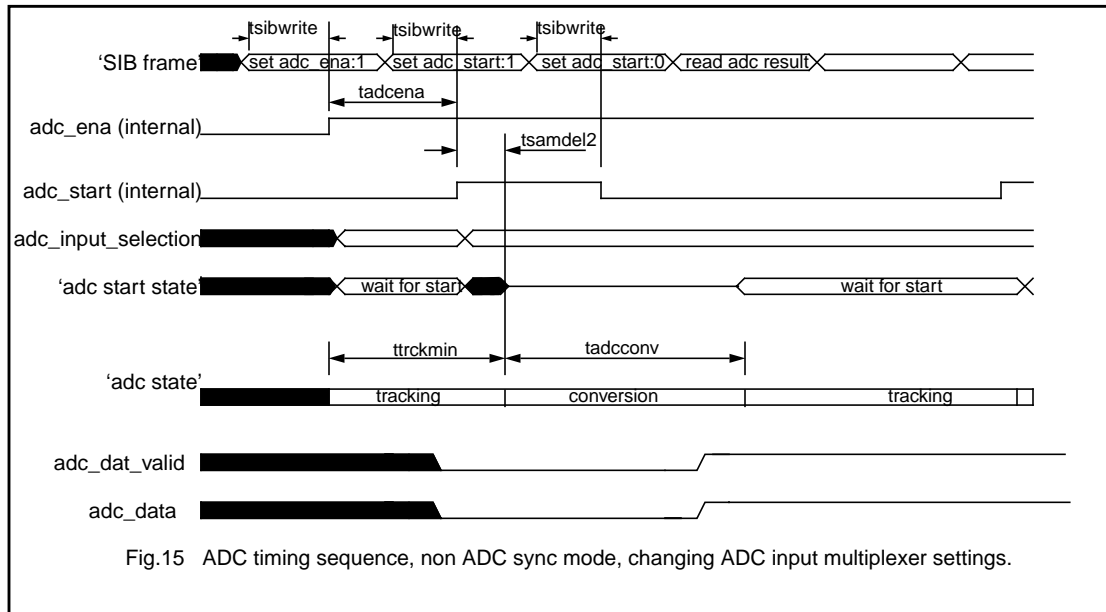 tsibwrite tsibwrite tsibwrite
‘SIB frame’ set adc_ena:1 set adc_start:1 set adc_start:0 read adc result
tadcena
adc_ena (internal)
tsamdel2
adc_start (internal)
adc_input_selection
‘adc start state’ wait for start wait for start
ttrckmin tadcconv
‘adc state’
tracking conversion tracking
adc_dat_valid
adc_data
Fig.15 ADC timing sequence, non ADC sync mode, changing ADC input multiplexer settings.